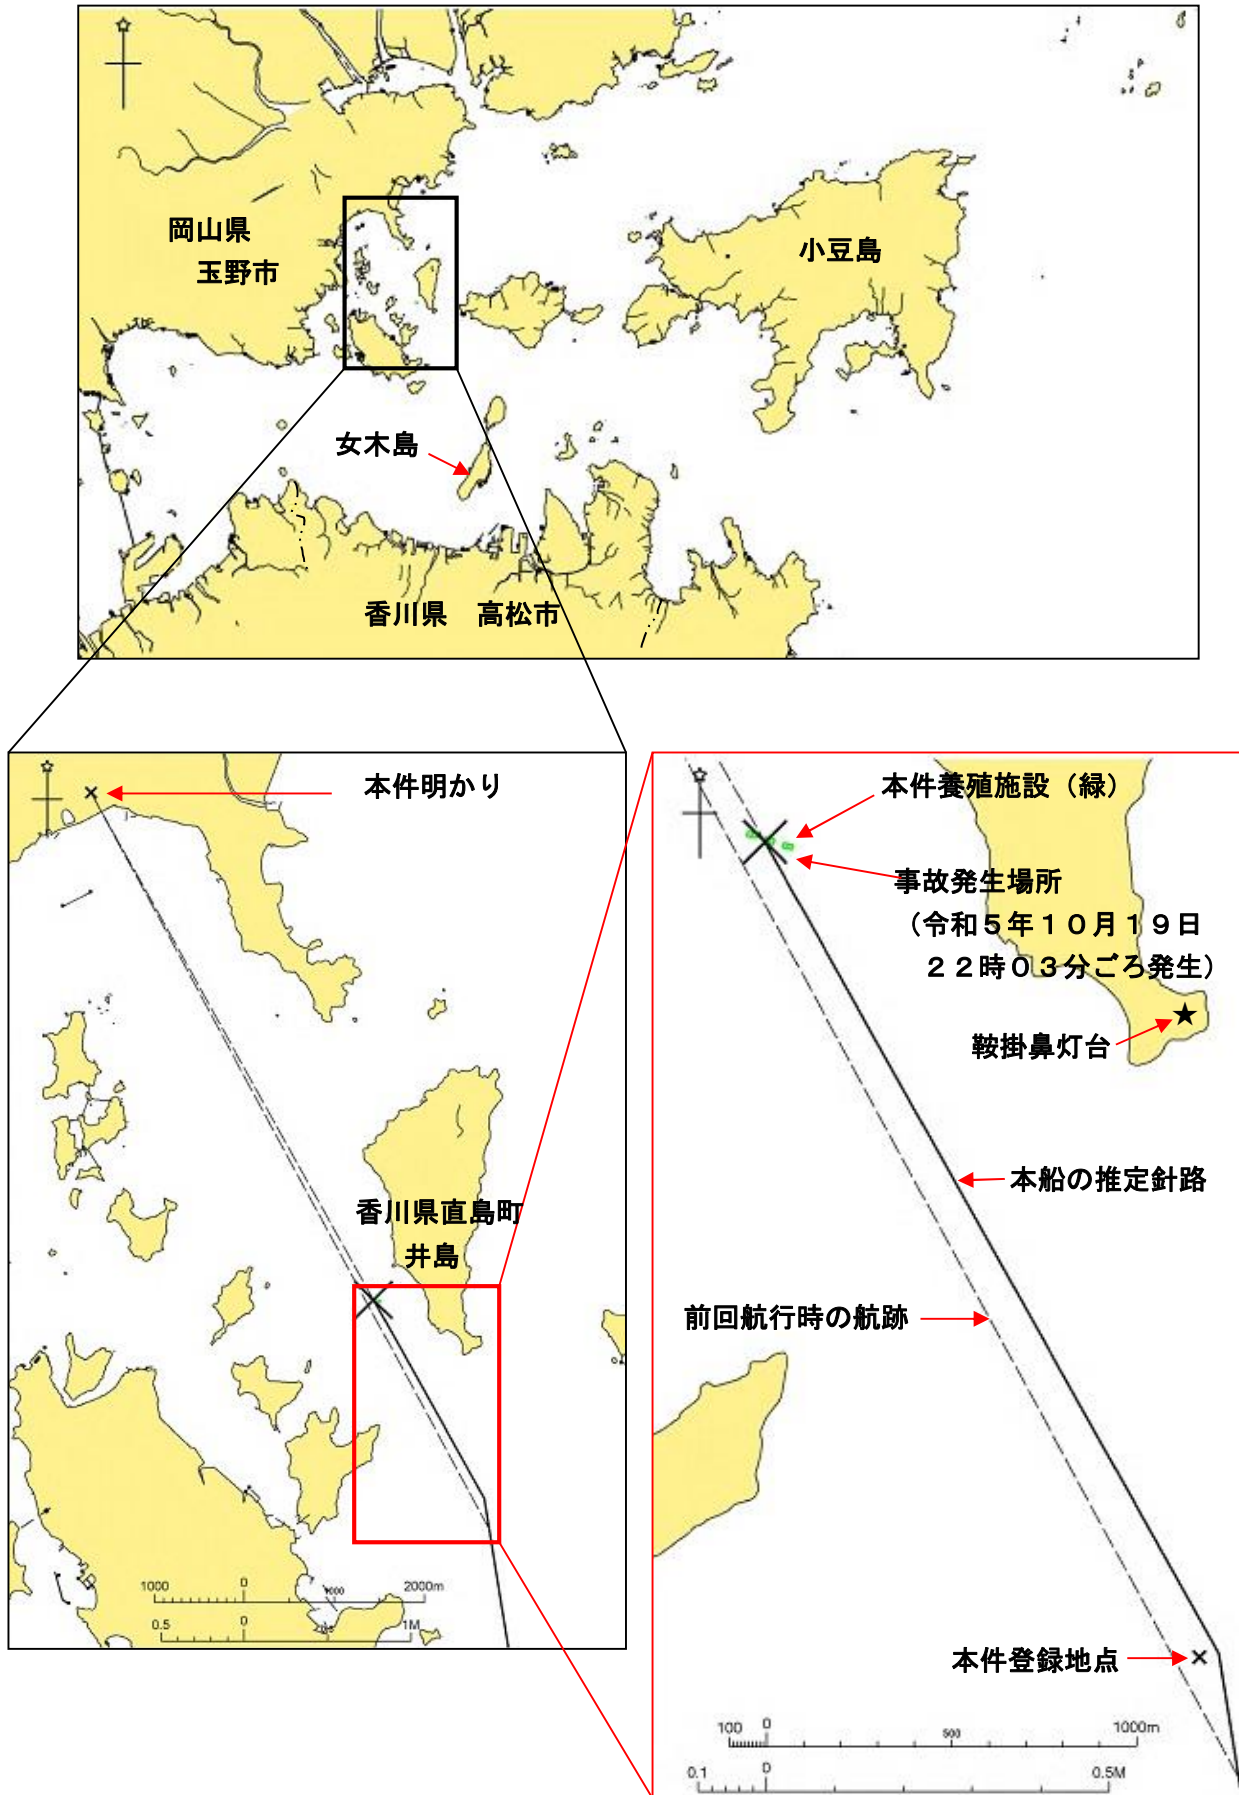 岡山県
玉野市
小豆島
女木島
香川県 高松市
本件明かり
香川県直島町
井島
1000 0 1000 2000m
0.5 0 0.5 1M
本件養殖施設（緑）
事故発生場所
（令和５年１０月１９日
２２時０３分ごろ発生）
鞍掛鼻灯台
本船の推定針路
前回航行時の航跡
本件登録地点
100 0 500 1000m
0.1 0 0.5M